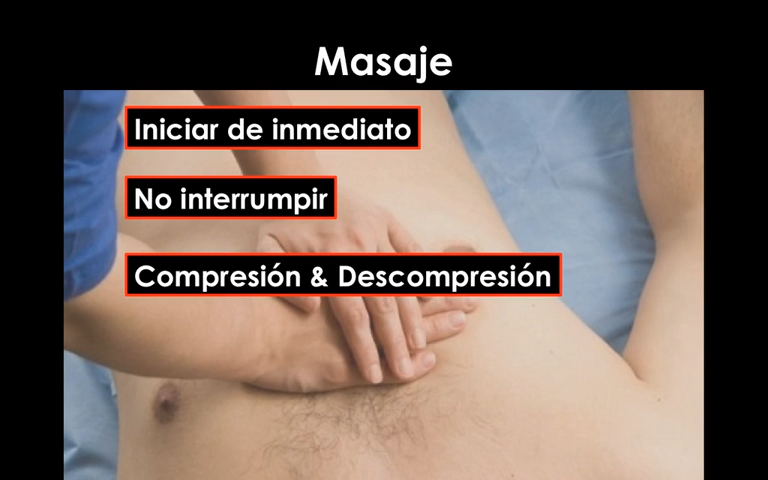 Masaje
Iniciar de inmediato
No interrumpir
Compresión & Descompresión